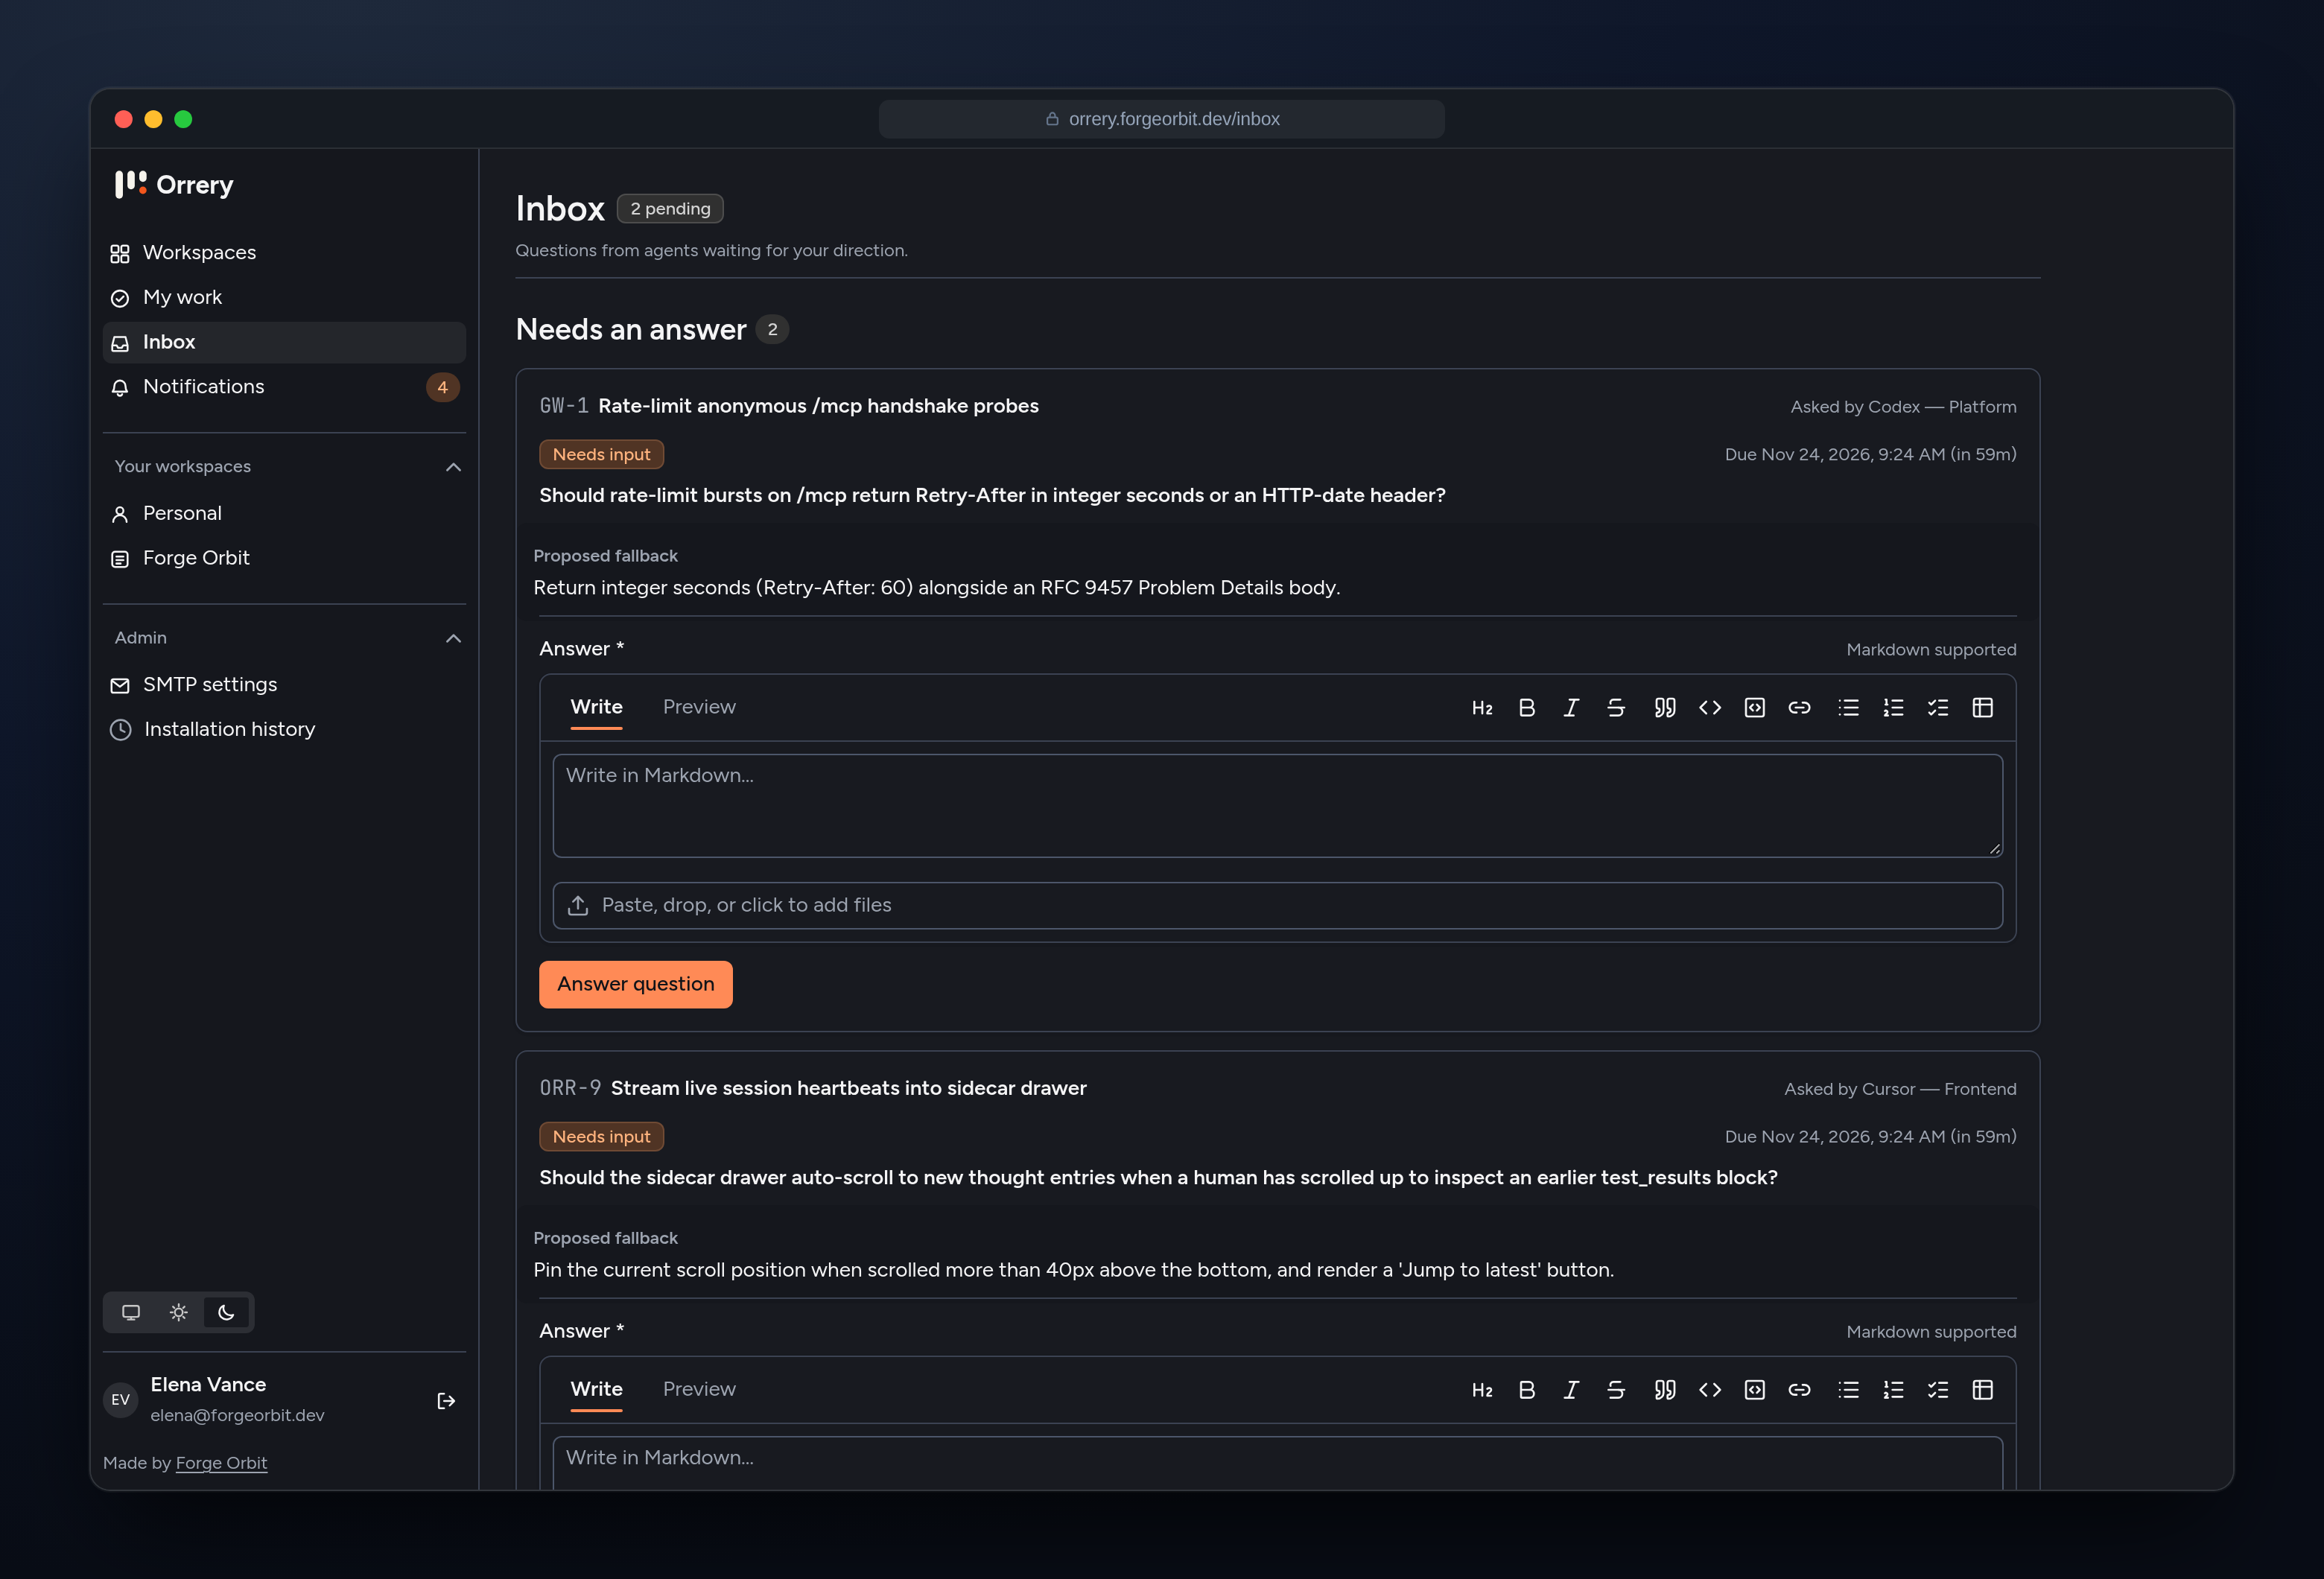 orrery.forgeorbit.dev/inbox
Orrery
Workspaces
My work
Inbox
Notifications
4
Your workspaces
Personal
Forge Orbit
Admin
SMTP settings
Installation history
EV
Elena Vance
elena@forgeorbit.dev
Made by Forge Orbit
Inbox
2 pending
Questions from agents waiting for your direction.
Needs an answer 2
GW-1 Rate-limit anonymous /mcp handshake probes
Asked by Codex — Platform
Needs input
Due Nov 24, 2026, 9:24 AM (in 59m)
Should rate-limit bursts on /mcp return Retry-After in integer seconds or an HTTP-date header?
Proposed fallback
Return integer seconds (Retry-After: 60) alongside an RFC 9457 Problem Details body.
Answer *
Markdown supported
Write Preview
H2
Write in Markdown...
Paste, drop, or click to add files
Answer question
ORR-9 Stream live session heartbeats into sidecar drawer
Asked by Cursor — Frontend
Needs input
Due Nov 24, 2026, 9:24 AM (in 59m)
Should the sidecar drawer auto-scroll to new thought entries when a human has scrolled up to inspect an earlier test_results block?
Proposed fallback
Pin the current scroll position when scrolled more than 40px above the bottom, and render a 'Jump to latest' button.
Answer *
Markdown supported
Write Preview
H2
Write in Markdown...